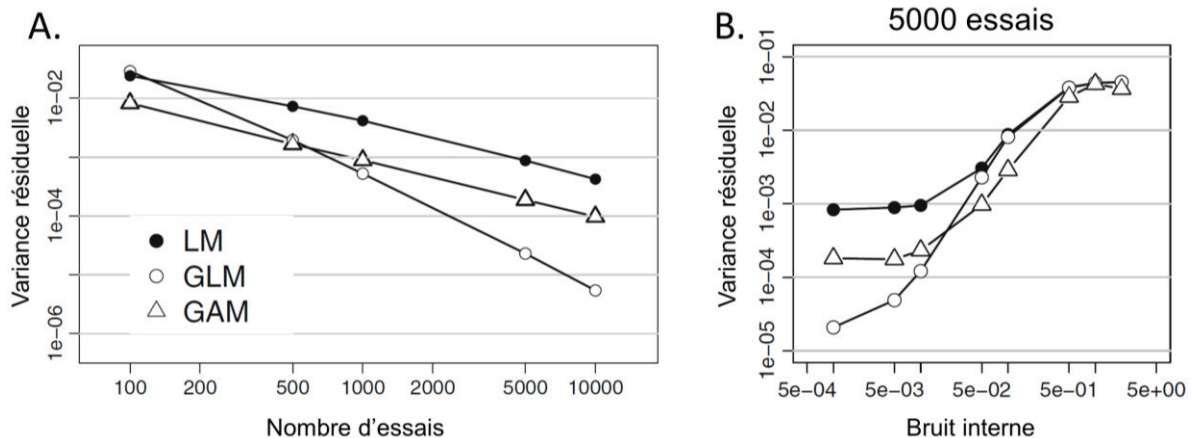 A.
Variance résiduelle
1e−02
1e−04
1e−06
LM
GLM
GAM
100 200 500 1000 2000 5000 10000
Nombre d'essais
B.
5000 essais
Variance résiduelle
1e−01
1e−02
1e−03
1e−04
1e−05
5e−04 5e−03 5e−02 5e−01 5e+00
Bruit interne